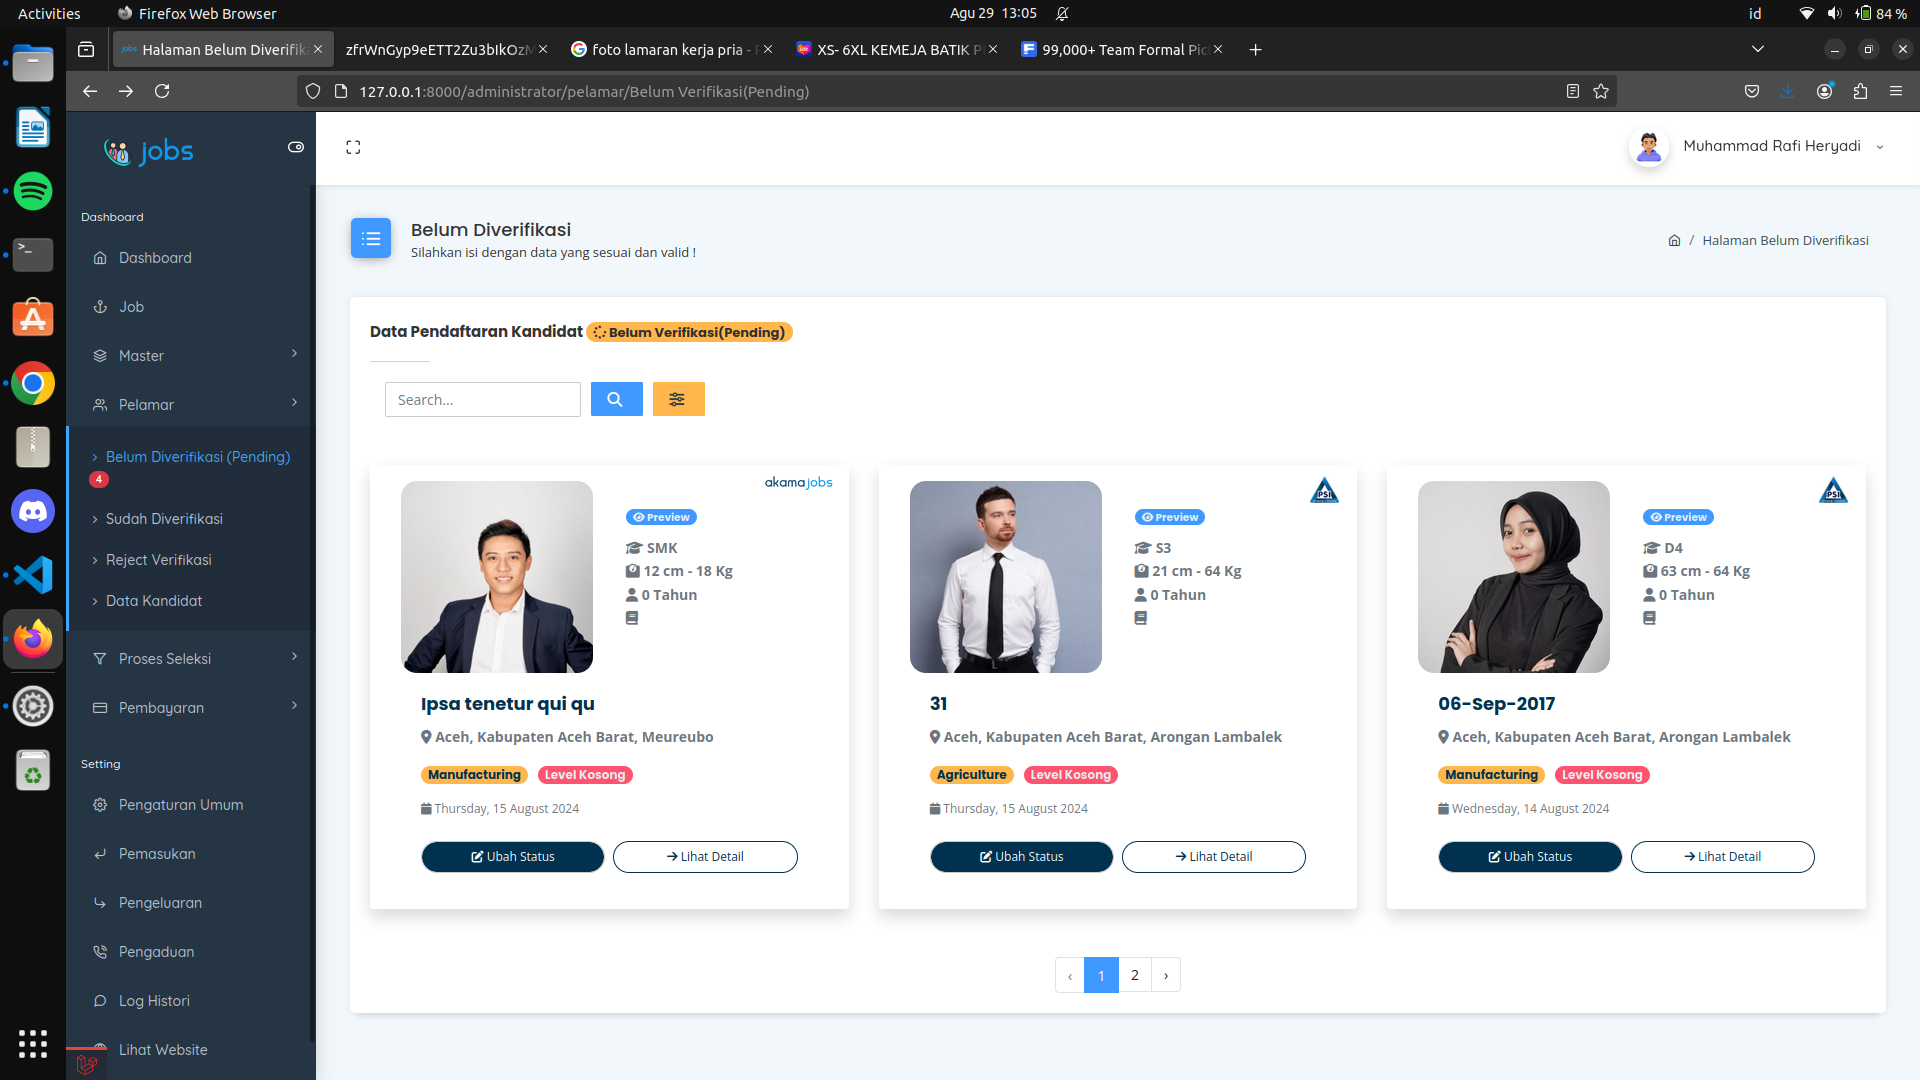 Activities
Firefox Web Browser
Agu 29 13:05
id
84 %
Halaman Belum Diverifik
zfrWnGyp9eETT2Zu3bIkOzM
foto lamaran kerja pria -
XS- 6XL KEMEJA BATIK P
99,000+ Team Formal Pic
127.0.0.1:8000/administrator/pelamar/Belum Verifikasi(Pending)
jobs
Muhammad Rafi Heryadi
Dashboard
Dashboard
Job
Master
Pelamar
Belum Diverifikasi (Pending)
4
Sudah Diverifikasi
Reject Verifikasi
Data Kandidat
Proses Seleksi
Pembayaran
Setting
Pengaturan Umum
Pemasukan
Pengeluaran
Pengaduan
Log Histori
Lihat Website
Belum Diverifikasi
Silahkan isi dengan data yang sesuai dan valid !
/ Halaman Belum Diverifikasi
Data Pendaftaran Kandidat Belum Verifikasi(Pending)
Search...
akamajobs
Preview
SMK
12 cm - 18 Kg
0 Tahun
Ipsa tenetur qui qu
Aceh, Kabupaten Aceh Barat, Meureubo
Manufacturing Level Kosong
Thursday, 15 August 2024
Ubah Status
Lihat Detail
PSI
Preview
S3
21 cm - 64 Kg
0 Tahun
31
Aceh, Kabupaten Aceh Barat, Arongan Lambalek
Agriculture Level Kosong
Thursday, 15 August 2024
Ubah Status
Lihat Detail
PSI
Preview
D4
63 cm - 64 Kg
0 Tahun
06-Sep-2017
Aceh, Kabupaten Aceh Barat, Arongan Lambalek
Manufacturing Level Kosong
Wednesday, 14 August 2024
Ubah Status
Lihat Detail
‹ 1 2 ›